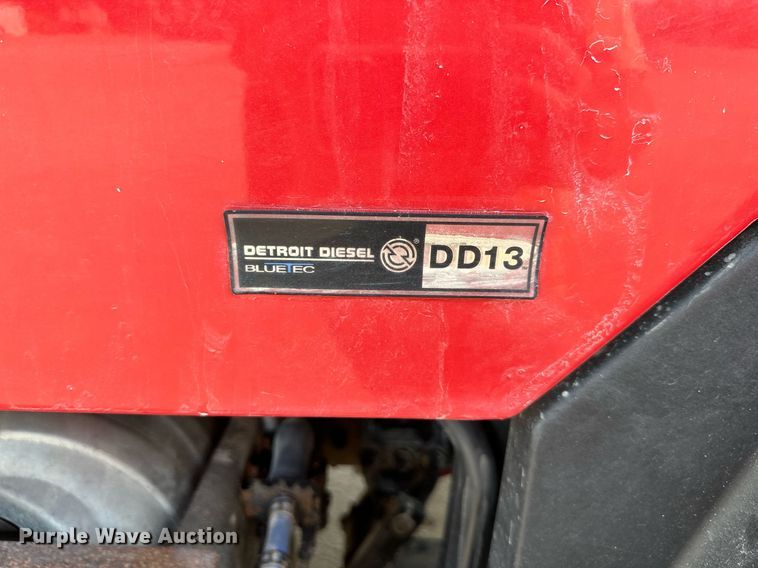 DETROIT DIESEL ® DD13
BLUETEC
Purple Wave Auction